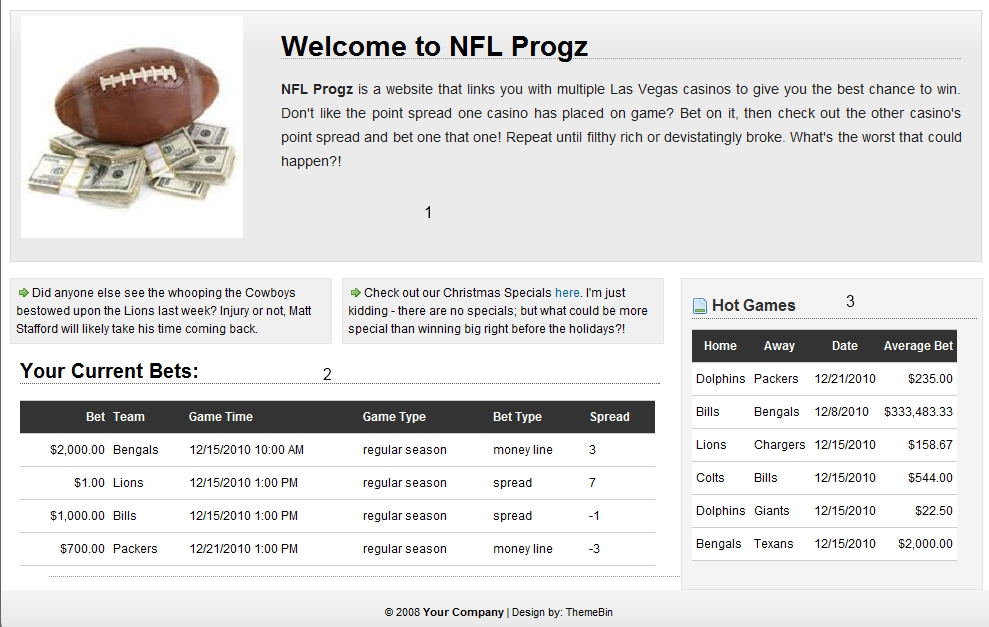 Welcome to NFL Progz
NFL Progz is a website that links you with multiple Las Vegas casinos to give you the best chance to win.
Don't like the point spread one casino has placed on game? Bet on it, then check out the other casino's
point spread and bet one that one! Repeat until filthy rich or devistatingly broke. What's the worst that could
happen?!
1
Did anyone else see the whooping the Cowboys
bestowed upon the Lions last week? Injury or not, Matt
Stafford will likely take his time coming back.
Check out our Christmas Specials here. I'm just
kidding - there are no specials; but what could be more
special than winning big right before the holidays?!
Your Current Bets: 2
Bet Team Game Time Game Type Bet Type Spread
$2,000.00 Bengals 12/15/2010 10:00 AM regular season money line 3
$1.00 Lions 12/15/2010 1:00 PM regular season spread 7
$1,000.00 Bills 12/15/2010 1:00 PM regular season spread -1
$700.00 Packers 12/21/2010 1:00 PM regular season money line -3
Hot Games 3
Home Away Date Average Bet
Dolphins Packers 12/21/2010 $235.00
Bills Bengals 12/8/2010 $333,483.33
Lions Chargers 12/15/2010 $158.67
Colts Bills 12/15/2010 $544.00
Dolphins Giants 12/15/2010 $22.50
Bengals Texans 12/15/2010 $2,000.00
© 2008 Your Company | Design by: ThemeBin